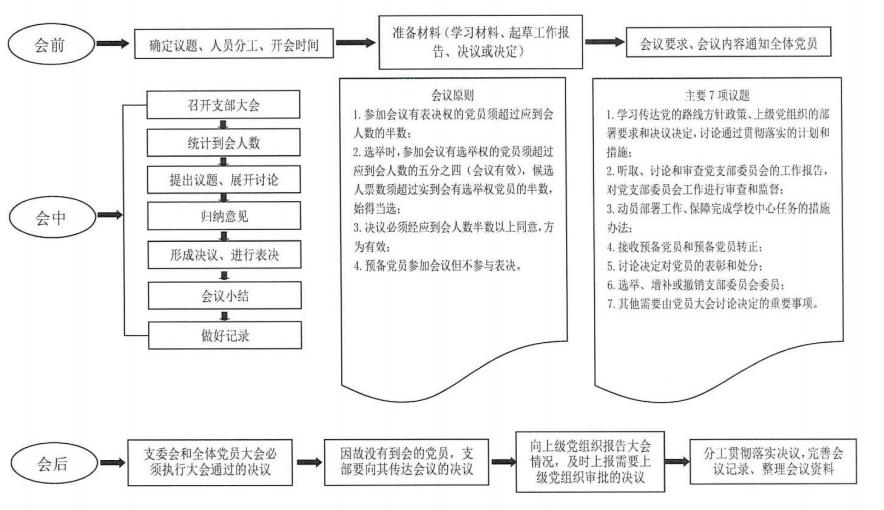 会前
确定议题、人员分工、开会时间
准备材料(学习材料、起草工作报
告、决议或决定)
会议要求、会议内容通知全体党员
会中
召开支部大会
统计到会人数
提出议题、展开讨论
归纳意见
形成决议、进行表决
会议小结
做好记录
会议原则
1. 参加会议有表决权的党员须超过应到会
人数的半数;
2. 选举时,参加会议有选举权的党员须超过
应到会人数的五分之四(会议有效),候选
人票数须超过实到会有选举权党员的半数,
始得当选;
3. 决议必须经应到会人数半数以上同意,方
为有效;
4. 预备党员参加会议但不参与表决。
主要7项议题
1. 学习传达党的路线方针政策、上级党组织的部
署要求和决议决定,讨论通过贯彻落实的计划和
措施;
2. 听取、讨论和审查党支部委员会的工作报告,
对党支部委员会工作进行审查和监督;
3. 动员部署工作、保障完成学校中心任务的措施
办法;
4. 接收预备党员和预备党员转正;
5. 讨论决定对党员的表彰和处分;
6. 选举、增补或撤销支部委员会委员;
7. 其他需要由党员大会讨论决定的重要事项。
会后
支委会和全体党员大会必
须执行大会通过的决议
因故没有到会的党员,支
部要向其传达会议的决议
向上级党组织报告大会
情况,及时上报需要上
级党组织审批的决议
分工贯彻落实决议,完善会
议记录、整理会议资料